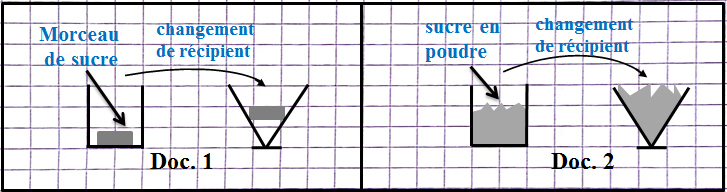 Morceau
de sucre
changement
de récipient
Doc. 1
sucre en
poudre
changement
de récipient
Doc. 2